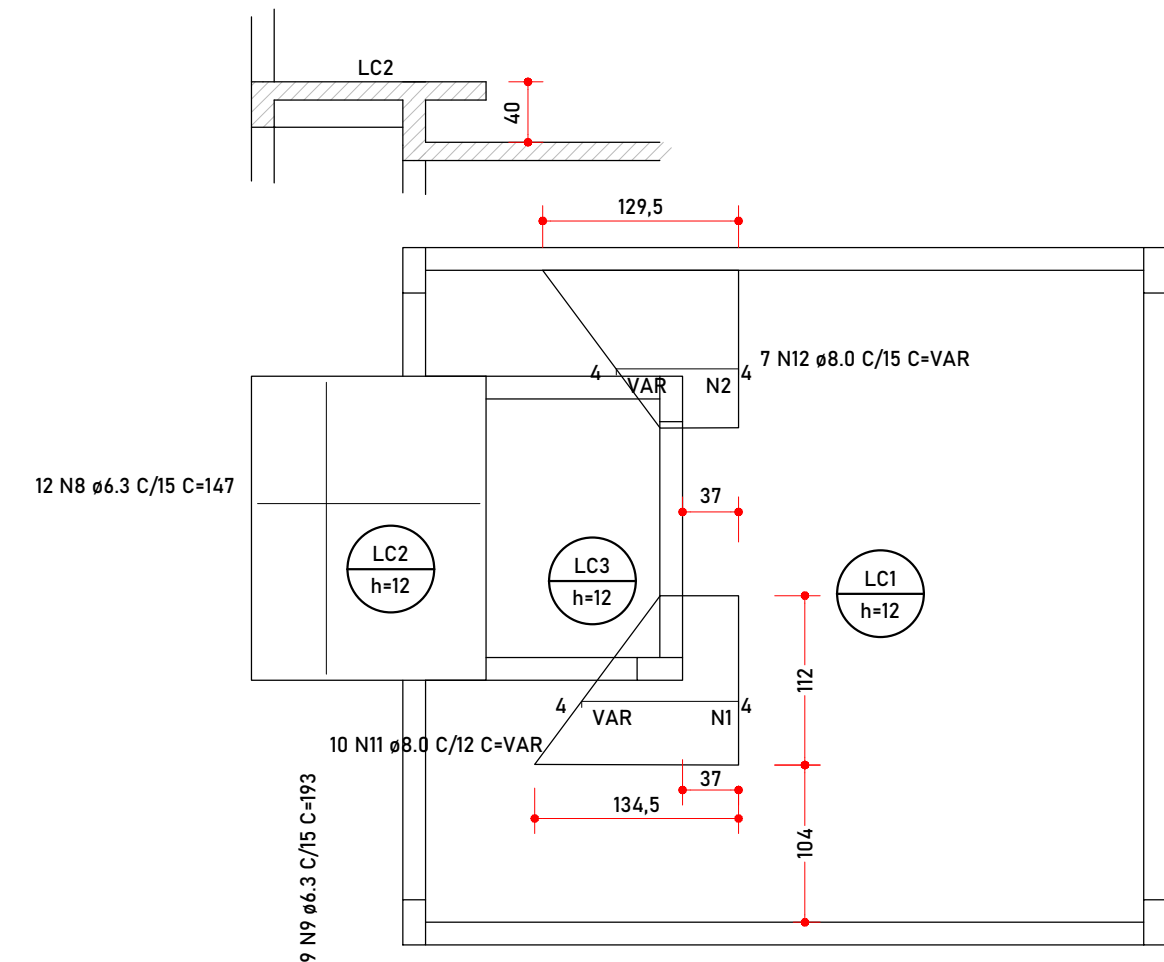 LC2
40
129,5
7 N12 ø8.0 C/15 C=VAR
4
VAR
N2
4
12 N8 ø6.3 C/15 C=147
37
LC2
h=12
LC3
h=12
LC1
h=12
112
4
VAR
N1
4
10 N11 ø8.0 C/12 C=VAR
37
134,5
104
9 N9 ø6.3 C/15 C=193